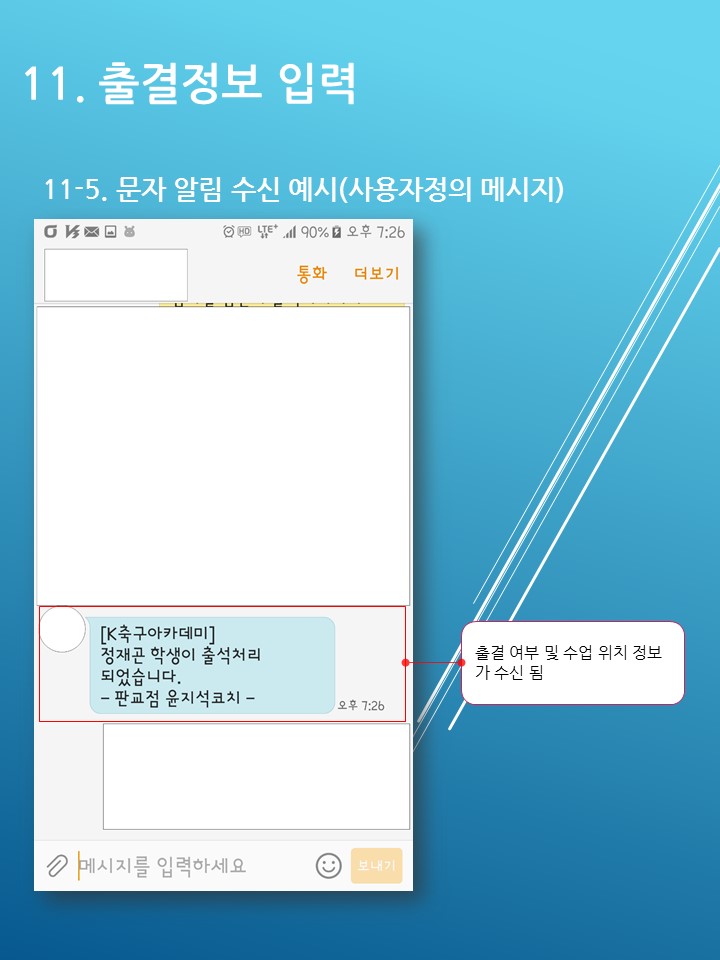 11. 출결정보 입력
11-5. 문자 알림 수신 예시(사용자정의 메시지)
HD LTE+ 90% 오후 7:26
통화 더보기
[K축구아카데미]
정재곤 학생이 출석처리
되었습니다.
– 판교점 윤지석코치 –
오후 7:26
출결 여부 및 수업 위치 정보
가 수신 됨
메시지를 입력하세요
보내기